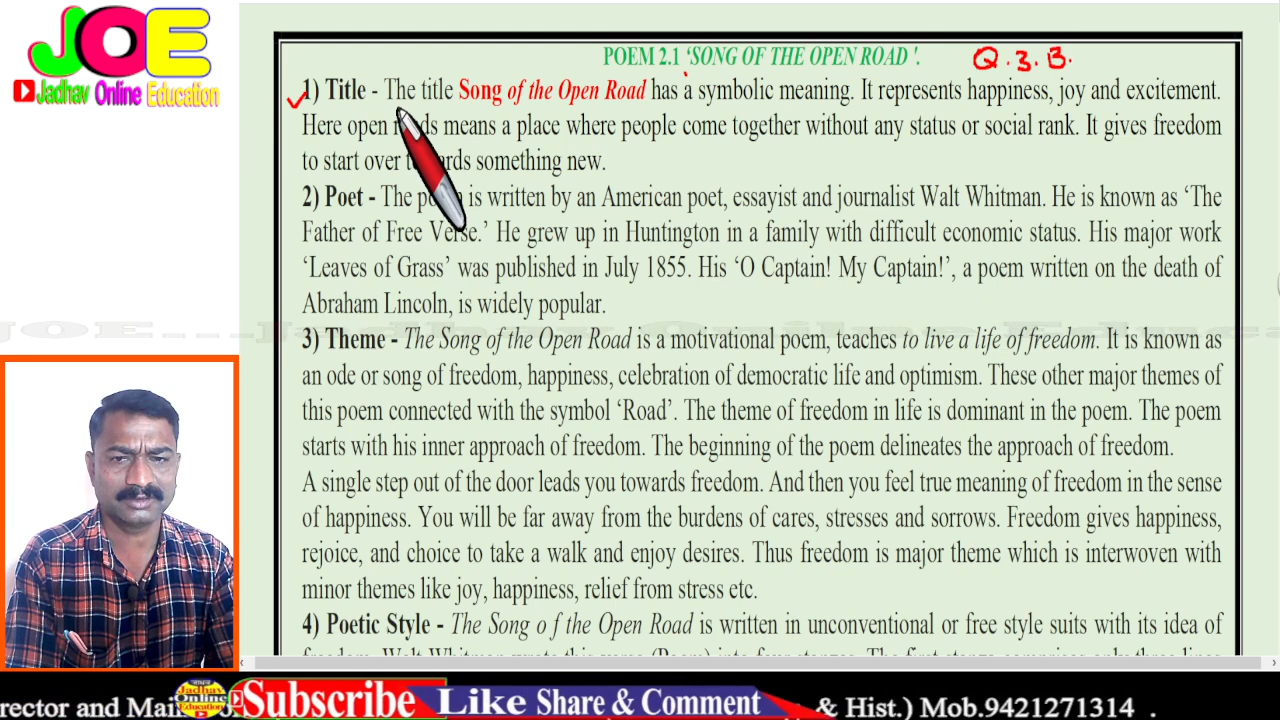 JOE
Jadhav Online Education
POEM 2.1 'SONG OF THE OPEN ROAD '.
Q.3.B.
1) Title - The title Song of the Open Road has a symbolic meaning. It represents happiness, joy and excitement.
Here open means a place where people come together without any status or social rank. It gives freedom
to start over something new.
2) Poet - The is written by an American poet, essayist and journalist Walt Whitman. He is known as ‘The
Father of Free Verse.’ He grew up in Huntington in a family with difficult economic status. His major work
‘Leaves of Grass’ was published in July 1855. His ‘O Captain! My Captain!’, a poem written on the death of
Abraham Lincoln, is widely popular.
3) Theme - The Song of the Open Road is a motivational poem, teaches to live a life of freedom. It is known as
an ode or song of freedom, happiness, celebration of democratic life and optimism. These other major themes of
this poem connected with the symbol ‘Road’. The theme of freedom in life is dominant in the poem. The poem
starts with his inner approach of freedom. The beginning of the poem delineates the approach of freedom.
A single step out of the door leads you towards freedom. And then you feel true meaning of freedom in the sense
of happiness. You will be far away from the burdens of cares, stresses and sorrows. Freedom gives happiness,
rejoice, and choice to take a walk and enjoy desires. Thus freedom is major theme which is interwoven with
minor themes like joy, happiness, relief from stress etc.
4) Poetic Style - The Song o f the Open Road is written in unconventional or free style suits with its idea of
Jadhav Online Education
Subscribe Like Share & Comment
rector and & Hist.) Mob.9421271314 .